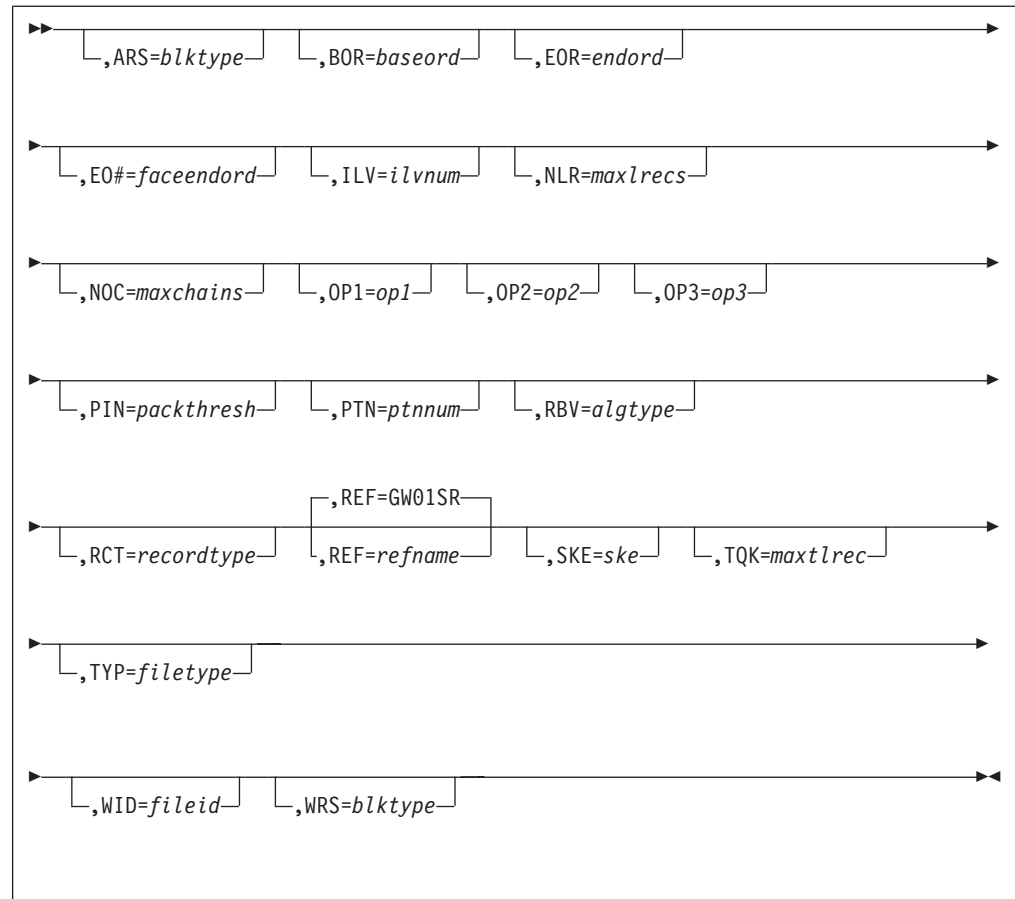 ,ARS=blktype ,BOR=baseord ,EOR=endord
,EO#=faceendord ,ILV=ilvnum ,NLR=maxlrecs
,NOC=maxchains ,OP1=op1 ,OP2=op2 ,OP3=op3
,PIN=packthresh ,PTN=ptnnum ,RBV=algtype
,REF=GW01SR
,RCT=recordtype ,REF=refname ,SKE=ske ,TQK=maxtlrec
,TYP=filetype
,WID=fileid ,WRS=blktype